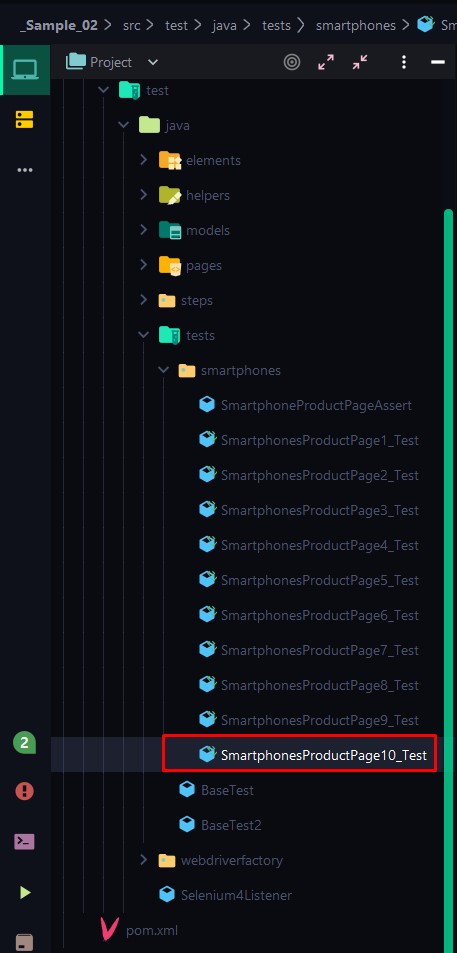 _Sample_02 > src > test > java > tests > smartphones > Sm
Project
test
java
elements
helpers
models
pages
steps
tests
smartphones
SmartphoneProductPageAssert
SmartphonesProductPage1_Test
SmartphonesProductPage2_Test
SmartphonesProductPage3_Test
SmartphonesProductPage4_Test
SmartphonesProductPage5_Test
SmartphonesProductPage6_Test
SmartphonesProductPage7_Test
SmartphonesProductPage8_Test
SmartphonesProductPage9_Test
2
SmartphonesProductPage10_Test
BaseTest
BaseTest2
webdriverfactory
Selenium4Listener
pom.xml